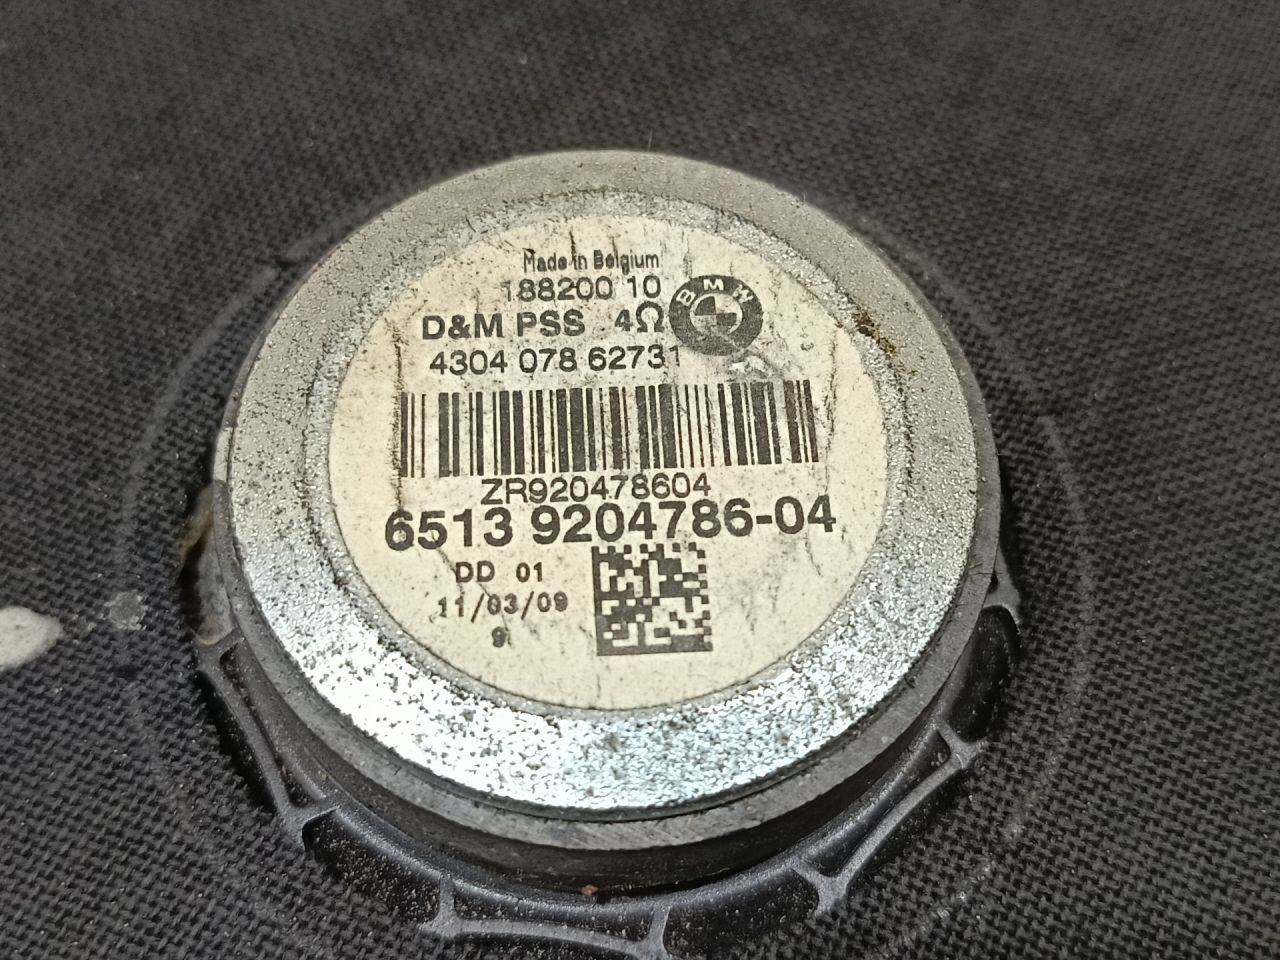 Made in Belgium
188200 10
BMW
D&M PSS 4Ω
4304 078 62731
ZR920478604
6513 9204786-04
DD 01
11/03/09
9